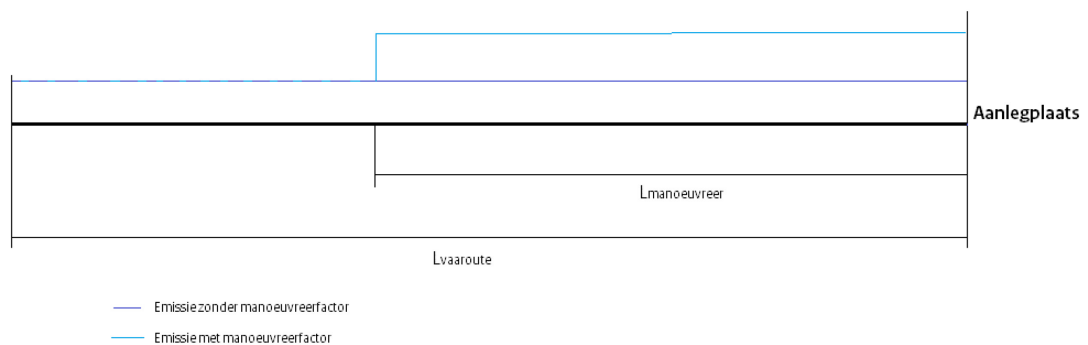 Aanlegplaats
Lmanoeuvreer
Lvaaroute
Emissie zonder manoeuvreerfactor
Emissie met manoeuvreerfactor